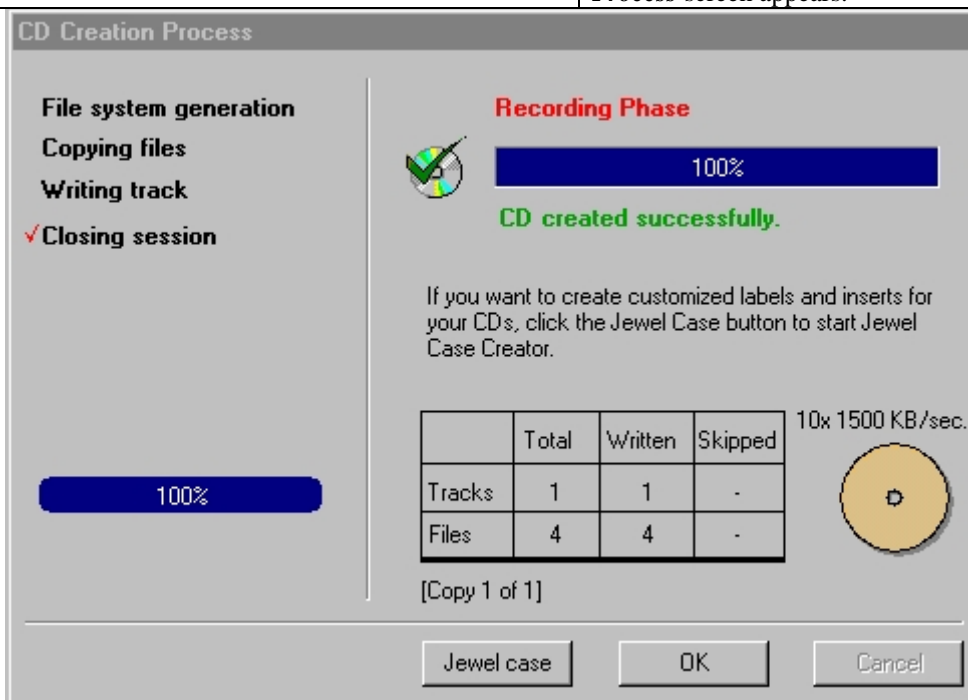 Process screen appears.
CD Creation Process
File system generation
Copying files
Writing track
Closing session
100%
Recording Phase
100%
CD created successfully.
If you want to create customized labels and inserts for
your CDs, click the Jewel Case button to start Jewel
Case Creator.
Total Written Skipped
Tracks 1 1 -
Files 4 4 -
10x 1500 KB/sec.
[Copy 1 of 1]
Jewel case OK Cancel